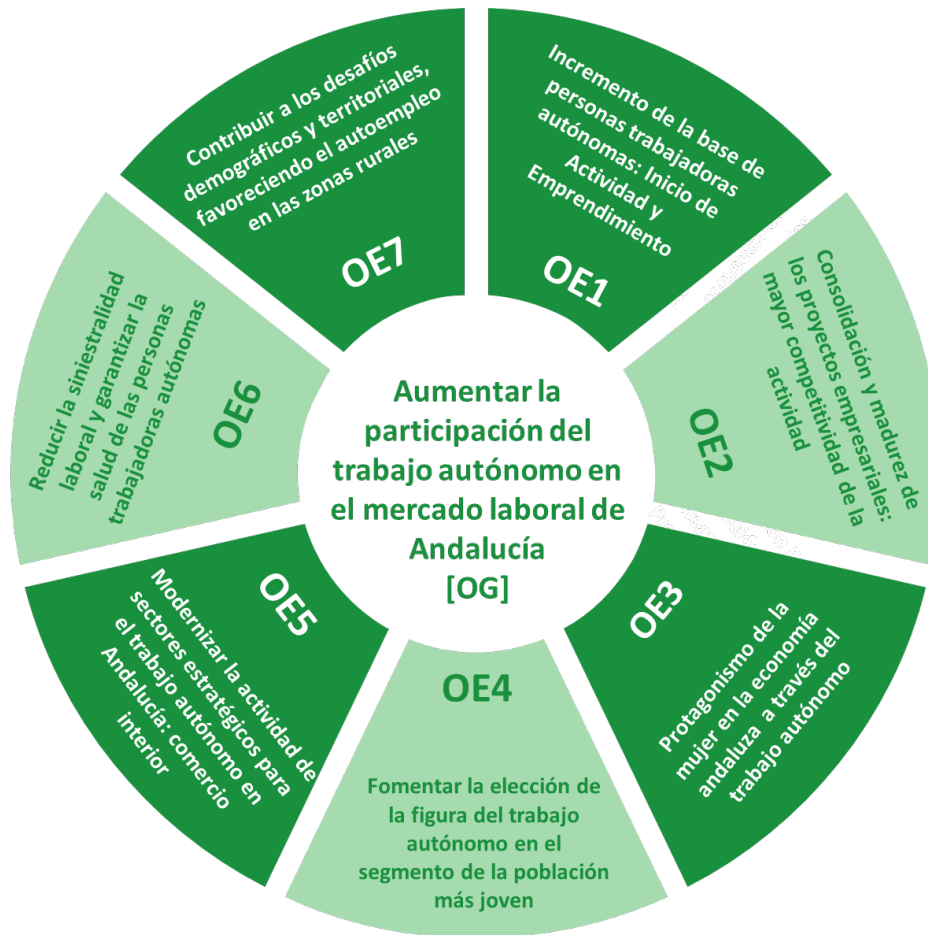 Aumentar la
participación del
trabajo autónomo en
el mercado laboral de
Andalucía
[OG]
Incremento de la base de
personas trabajadoras
autónomas: Inicio de
Actividad y
Emprendimiento
OE1
Consolidación y madurez de
los proyectos empresariales:
mayor competitividad de la
actividad
OE2
OE3
Protagonismo de la
mujer en la economía
andaluza a través del
trabajo autónomo
OE4
Fomentar la elección de
la figura del trabajo
autónomo en el
segmento de la población
más joven
OE5
Modernizar la actividad de
sectores estratégicos para
el trabajo autónomo en
Andalucía: comercio
interior
Reducir la siniestralidad
laboral y garantizar la
salud de las personas
trabajadoras autónomas
OE6
Contribuir a los desafíos
demográficos y territoriales,
favoreciendo el autoempleo
en las zonas rurales
OE7